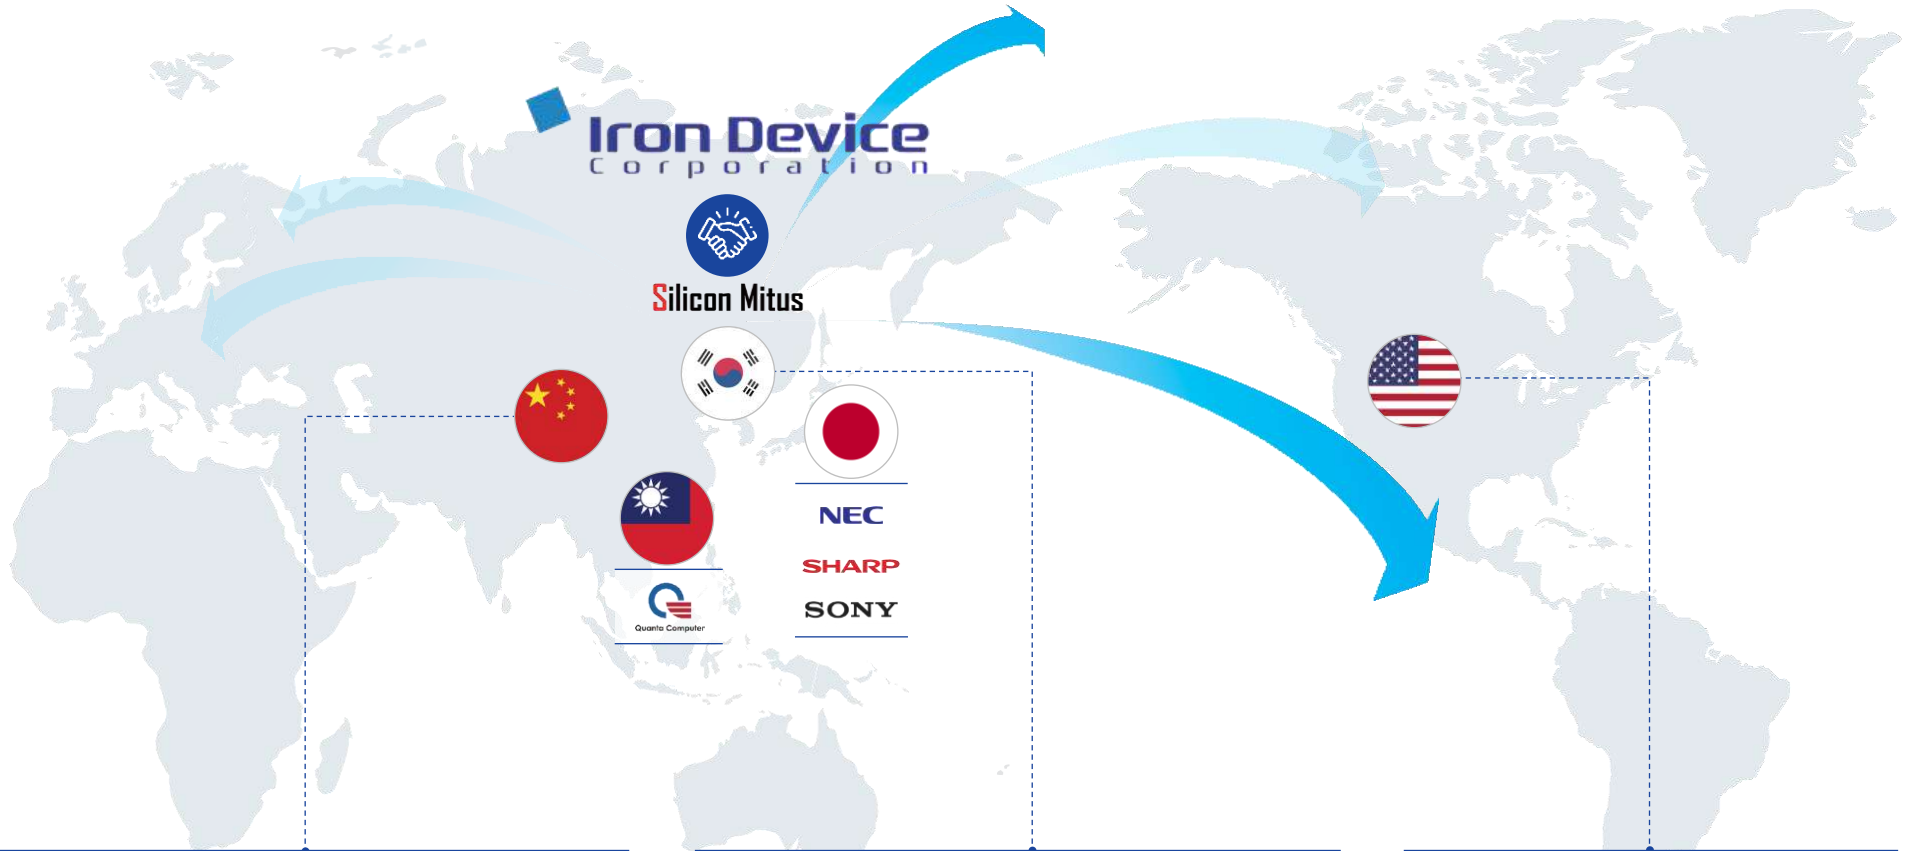 Iron Device
Corporation
Silicon Mitus
NEC
SHARP
SONY
Quanta Computer